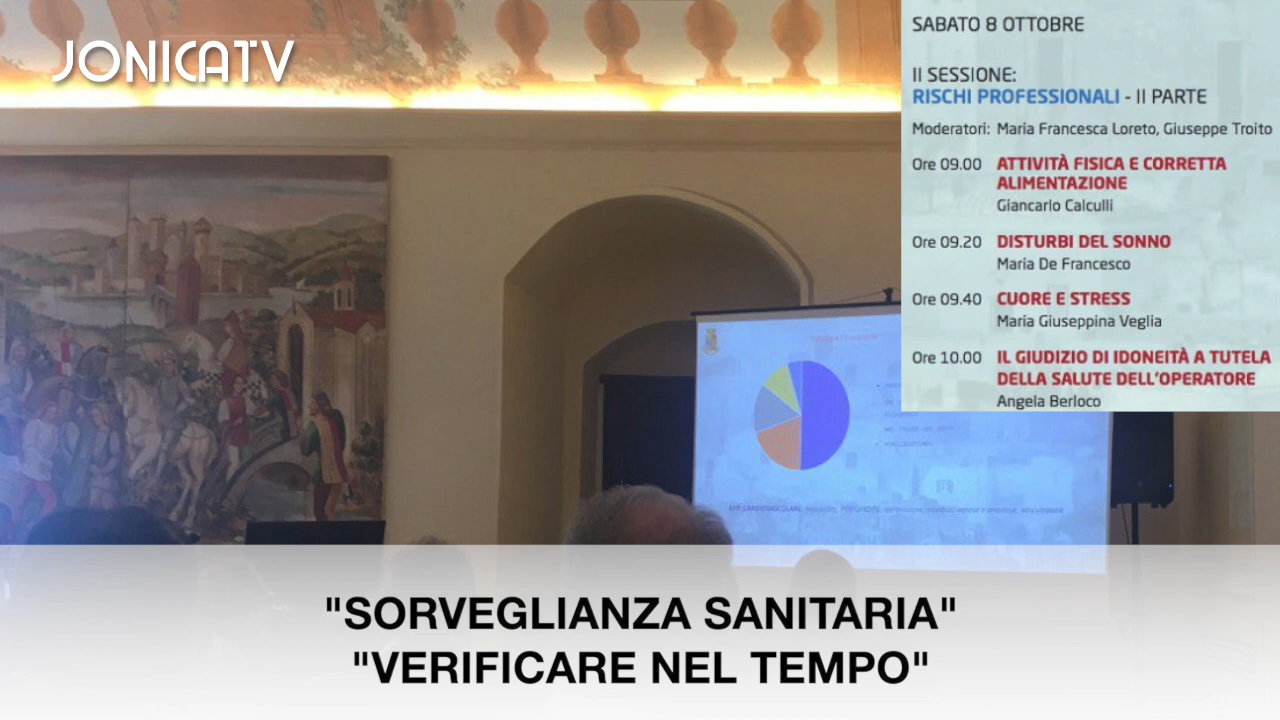 JONICATV
SABATO 8 OTTOBRE
II SESSIONE:
RISCHI PROFESSIONALI - II PARTE
Moderatori: Maria Francesca Loreto, Giuseppe Troito
Ore 09.00 ATTIVITÀ FISICA E CORRETTA
ALIMENTAZIONE
Giancarlo Calculli
Ore 09.20 DISTURBI DEL SONNO
Maria De Francesco
Ore 09.40 CUORE E STRESS
Maria Giuseppina Veglia
Ore 10.00 IL GIUDIZIO DI IDONEITÀ A TUTELA
DELLA SALUTE DELL'OPERATORE
Angela Berloco
"SORVEGLIANZA SANITARIA"
"VERIFICARE NEL TEMPO"